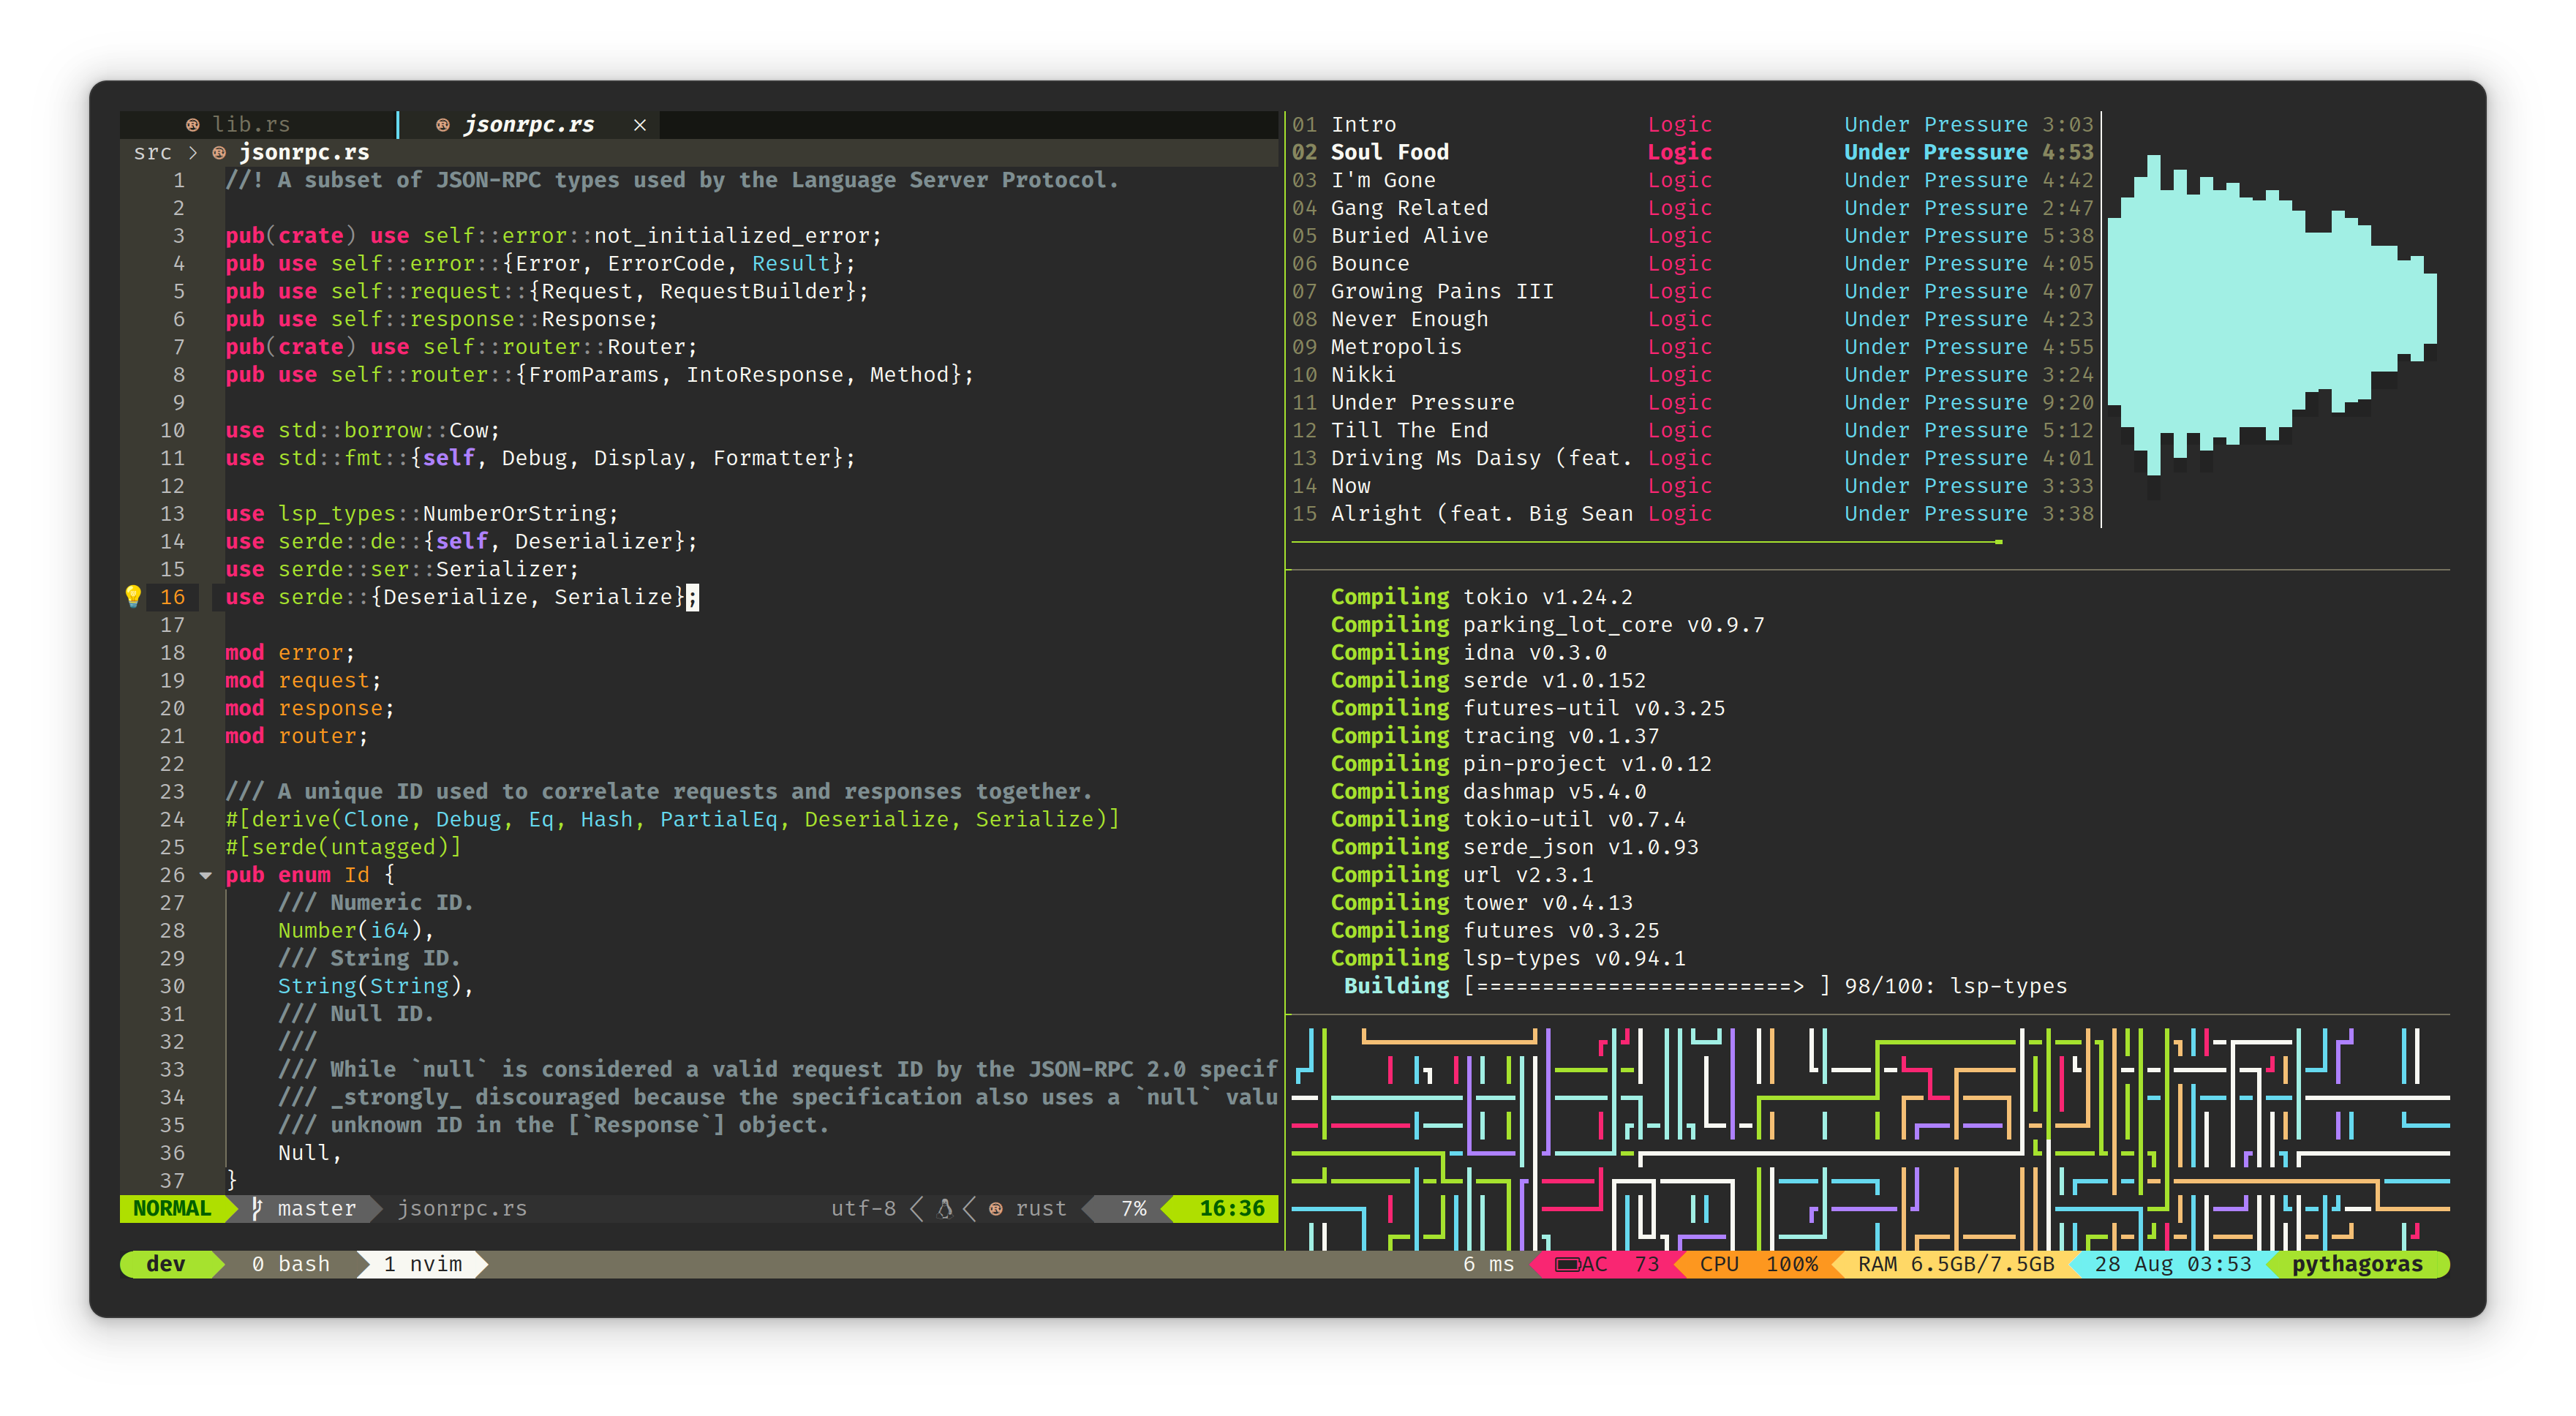 lib.rs jsonrpc.rs ×
src > jsonrpc.rs
1 //! A subset of JSON-RPC types used by the Language Server Protocol.
2
3 pub(crate) use self::error::not_initialized_error;
4 pub use self::error::{Error, ErrorCode, Result};
5 pub use self::request::{Request, RequestBuilder};
6 pub use self::response::Response;
7 pub(crate) use self::router::Router;
8 pub use self::router::{FromParams, IntoResponse, Method};
9
10 use std::borrow::Cow;
11 use std::fmt::{self, Debug, Display, Formatter};
12
13 use lsp_types::NumberOrString;
14 use serde::de::{self, Deserializer};
15 use serde::ser::Serializer;
16 use serde::{Deserialize, Serialize};
17
18 mod error;
19 mod request;
20 mod response;
21 mod router;
22
23 /// A unique ID used to correlate requests and responses together.
24 #[derive(Clone, Debug, Eq, Hash, PartialEq, Deserialize, Serialize)]
25 #[serde(untagged)]
26 pub enum Id {
27 /// Numeric ID.
28 Number(i64),
29 /// String ID.
30 String(String),
31 /// Null ID.
32 ///
33 /// While `null` is considered a valid request ID by the JSON-RPC 2.0 specif
34 /// _strongly_ discouraged because the specification also uses a `null` valu
35 /// unknown ID in the [`Response`] object.
36 Null,
37 }
NORMAL master jsonrpc.rs utf-8 rust 7% 16:36
01 Intro Logic Under Pressure 3:03
02 Soul Food Logic Under Pressure 4:53
03 I'm Gone Logic Under Pressure 4:42
04 Gang Related Logic Under Pressure 2:47
05 Buried Alive Logic Under Pressure 5:38
06 Bounce Logic Under Pressure 4:05
07 Growing Pains III Logic Under Pressure 4:07
08 Never Enough Logic Under Pressure 4:23
09 Metropolis Logic Under Pressure 4:55
10 Nikki Logic Under Pressure 3:24
11 Under Pressure Logic Under Pressure 9:20
12 Till The End Logic Under Pressure 5:12
13 Driving Ms Daisy (feat. Logic Under Pressure 4:01
14 Now Logic Under Pressure 3:33
15 Alright (feat. Big Sean Logic Under Pressure 3:38
Compiling tokio v1.24.2
Compiling parking_lot_core v0.9.7
Compiling idna v0.3.0
Compiling serde v1.0.152
Compiling futures-util v0.3.25
Compiling tracing v0.1.37
Compiling pin-project v1.0.12
Compiling dashmap v5.4.0
Compiling tokio-util v0.7.4
Compiling serde_json v1.0.93
Compiling url v2.3.1
Compiling tower v0.4.13
Compiling futures v0.3.25
Compiling lsp-types v0.94.1
Building [========================> ] 98/100: lsp-types
dev 0 bash 1 nvim 6 ms AC 73 CPU 100% RAM 6.5GB/7.5GB 28 Aug 03:53 pythagoras